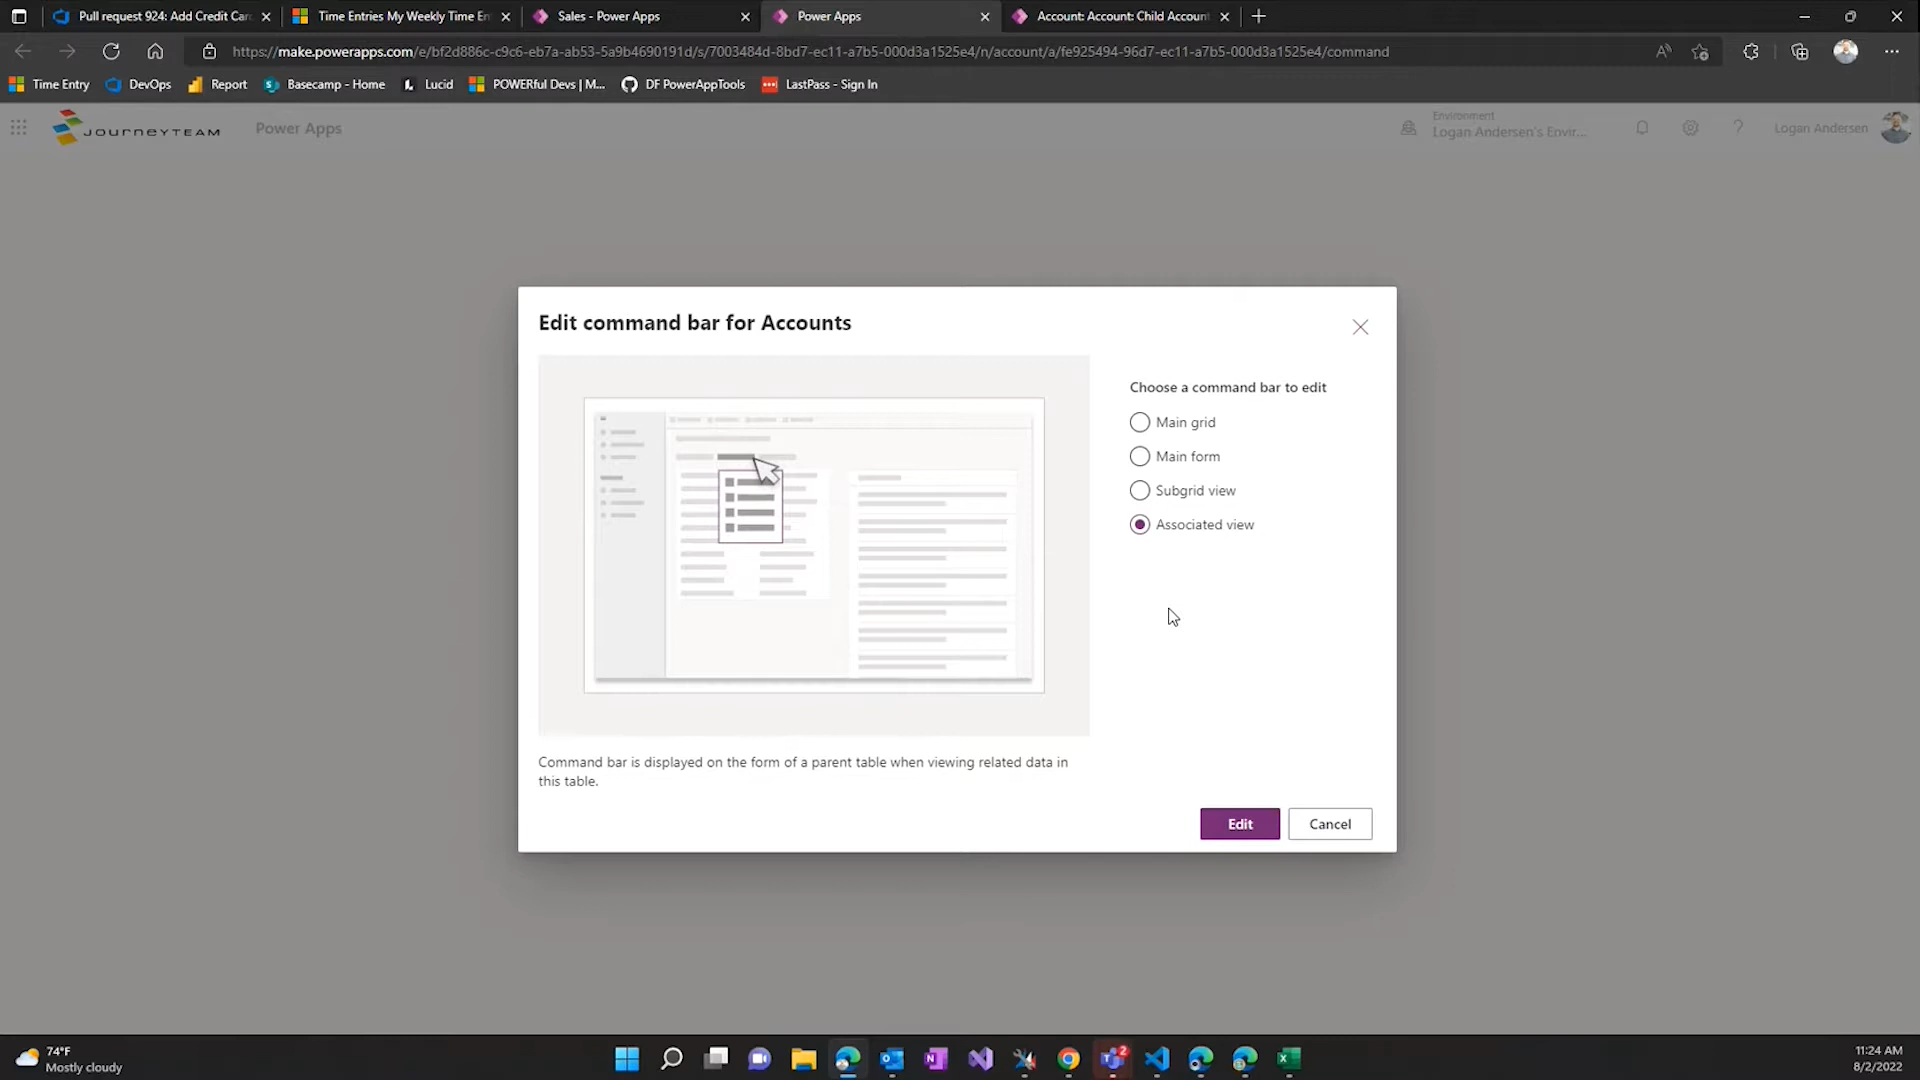 Pull request 924: Add Credit Car
Time Entries My Weekly Time En
Sales - Power Apps
Power Apps
Account: Account: Child Account
https://make.powerapps.com/e/bf2d886c-c9c6-eb7a-ab53-5a9b4690191d/s/7003484d-8bd7-ec11-a7b5-000d3a1525e4/n/account/a/fe925494-96d7-ec11-a7b5-000d3a1525e4/command
Time Entry
DevOps
Report
Basecamp - Home
Lucid
POWERful Devs | M...
DF PowerAppTools
LastPass - Sign In
JOURNEYTEAM
Power Apps
Environment
Logan Andersen's Envir...
Logan Andersen
Edit command bar for Accounts
Choose a command bar to edit
Main grid
Main form
Subgrid view
Associated view
Command bar is displayed on the form of a parent table when viewing related data in
this table.
Edit
Cancel
74°F
Mostly cloudy
2
11:24 AM
8/2/2022